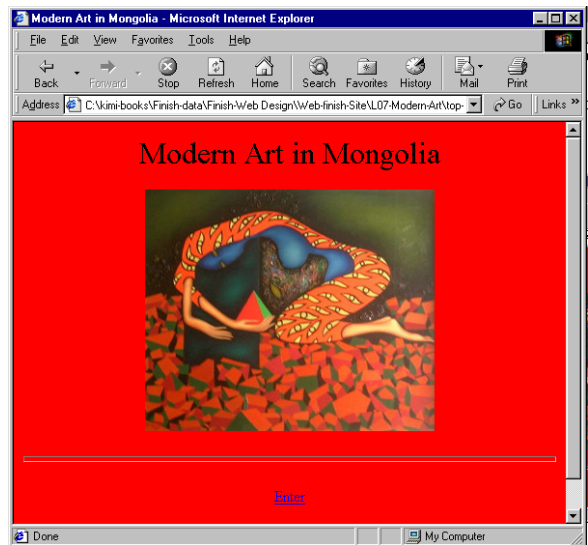 Modern Art in Mongolia - Microsoft Internet Explorer
File Edit View Favorites Tools Help
Back Forward Stop Refresh Home Search Favorites History Mail Print
Address C:\kimi-books\Finish-data\Finish-Web Design\Web-finish-Site\L07-Modern-Art\top- Go Links »
Modern Art in Mongolia
Enter
Done My Computer